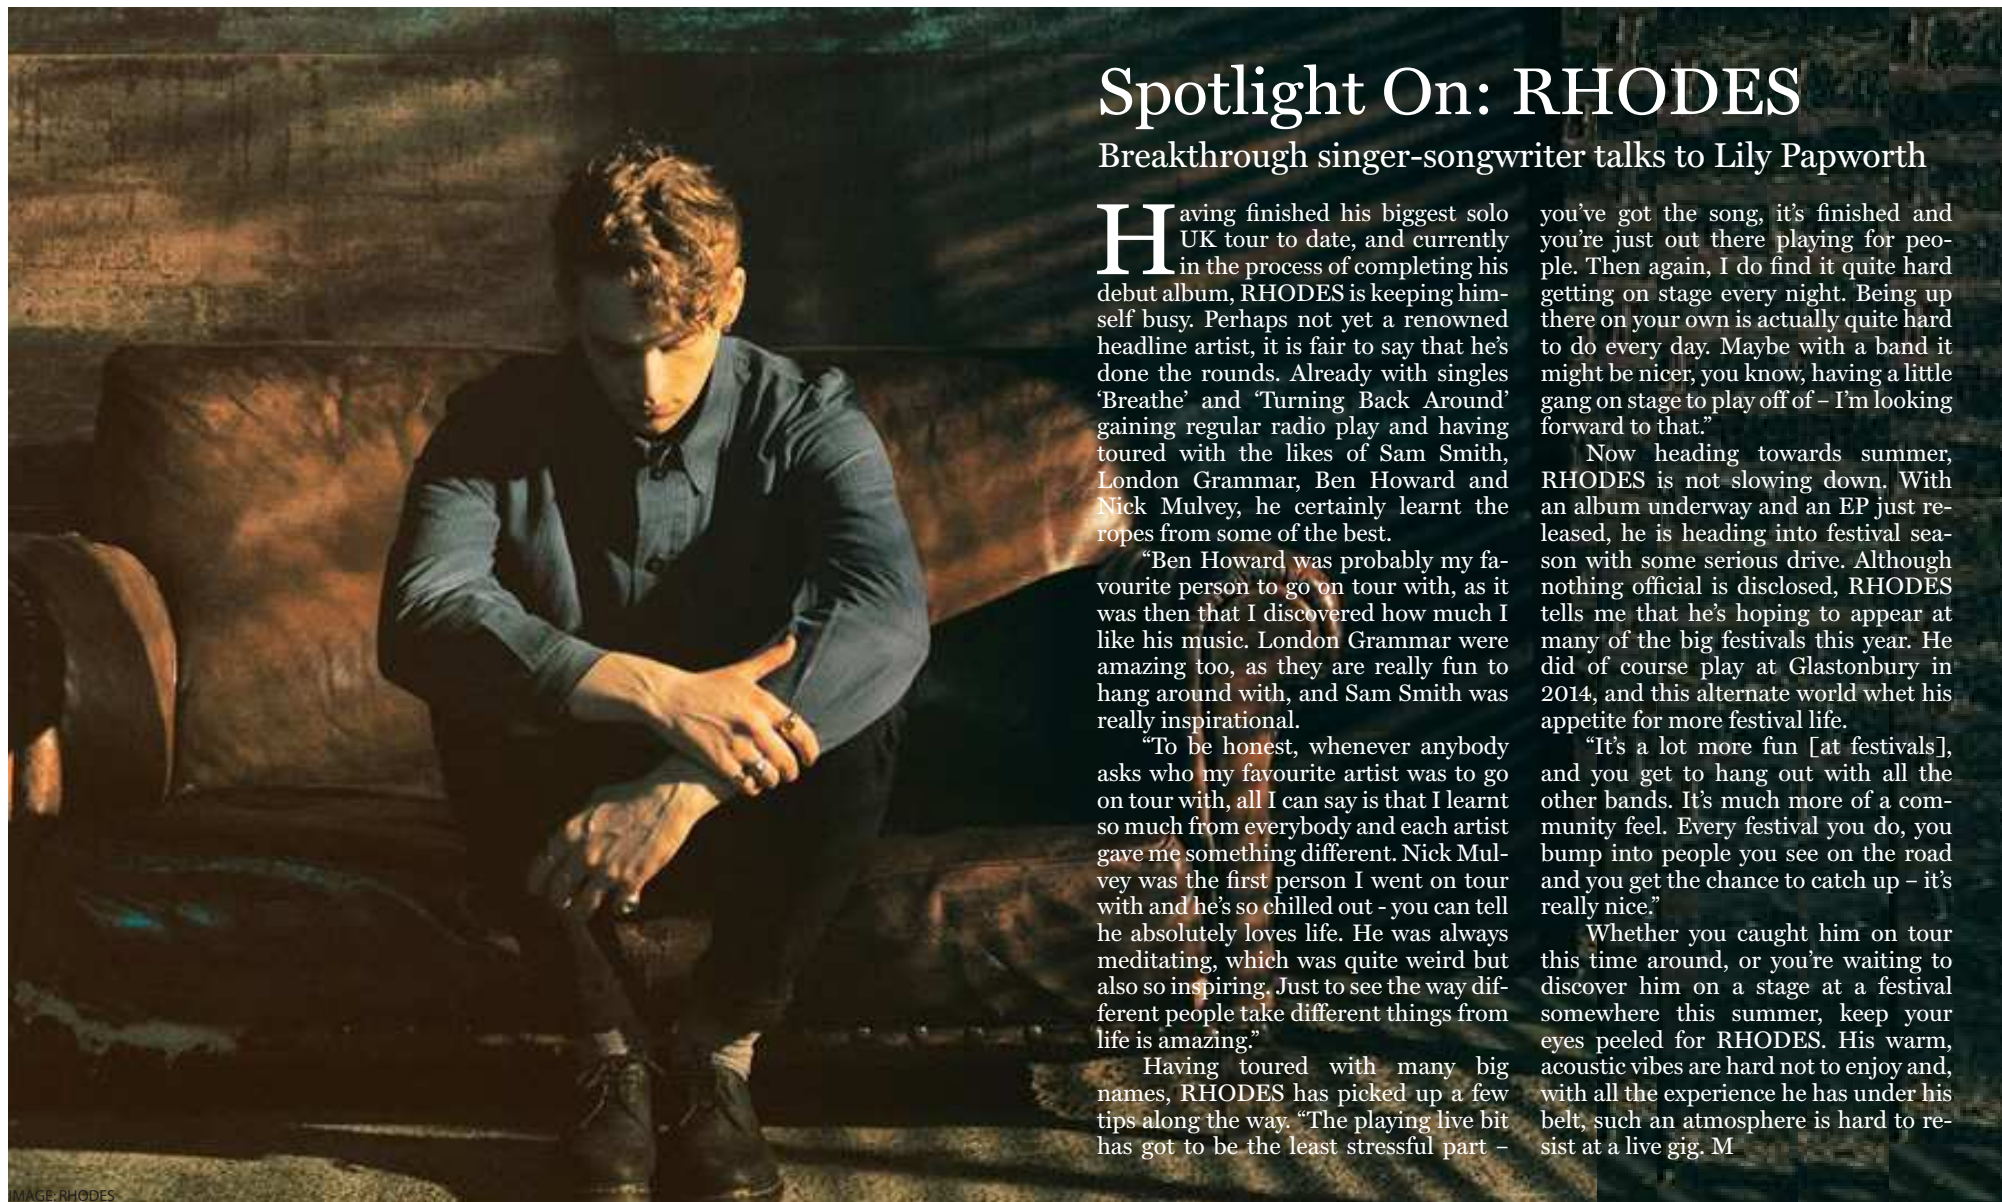 Spotlight On: RHODES
Breakthrough singer-songwriter talks to Lily Papworth
Having finished his biggest solo
UK tour to date, and currently
in the process of completing his
debut album, RHODES is keeping him-
self busy. Perhaps not yet a renowned
headline artist, it is fair to say that he’s
done the rounds. Already with singles
‘Breathe’ and ‘Turning Back Around’
gaining regular radio play and having
toured with the likes of Sam Smith,
London Grammar, Ben Howard and
Nick Mulvey, he certainly learnt the
ropes from some of the best.
“Ben Howard was probably my fa-
vourite person to go on tour with, as it
was then that I discovered how much I
like his music. London Grammar were
amazing too, as they are really fun to
hang around with, and Sam Smith was
really inspirational.
“To be honest, whenever anybody
asks who my favourite artist was to go
on tour with, all I can say is that I learnt
so much from everybody and each artist
gave me something different. Nick Mul-
vey was the first person I went on tour
with and he’s so chilled out - you can tell
he absolutely loves life. He was always
meditating, which was quite weird but
also so inspiring. Just to see the way dif-
ferent people take different things from
life is amazing.”
Having toured with many big
names, RHODES has picked up a few
tips along the way. “The playing live bit
has got to be the least stressful part –
you’ve got the song, it’s finished and
you’re just out there playing for peo-
ple. Then again, I do find it quite hard
getting on stage every night. Being up
there on your own is actually quite hard
to do every day. Maybe with a band it
might be nicer, you know, having a little
gang on stage to play off of – I’m looking
forward to that.”
Now heading towards summer,
RHODES is not slowing down. With
an album underway and an EP just re-
leased, he is heading into festival sea-
son with some serious drive. Although
nothing official is disclosed, RHODES
tells me that he’s hoping to appear at
many of the big festivals this year. He
did of course play at Glastonbury in
2014, and this alternate world whet his
appetite for more festival life.
“It’s a lot more fun [at festivals],
and you get to hang out with all the
other bands. It’s much more of a com-
munity feel. Every festival you do, you
bump into people you see on the road
and you get the chance to catch up – it’s
really nice.”
Whether you caught him on tour
this time around, or you’re waiting to
discover him on a stage at a festival
somewhere this summer, keep your
eyes peeled for RHODES. His warm,
acoustic vibes are hard not to enjoy and,
with all the experience he has under his
belt, such an atmosphere is hard to re-
sist at a live gig. M
IMAGE: RHODES